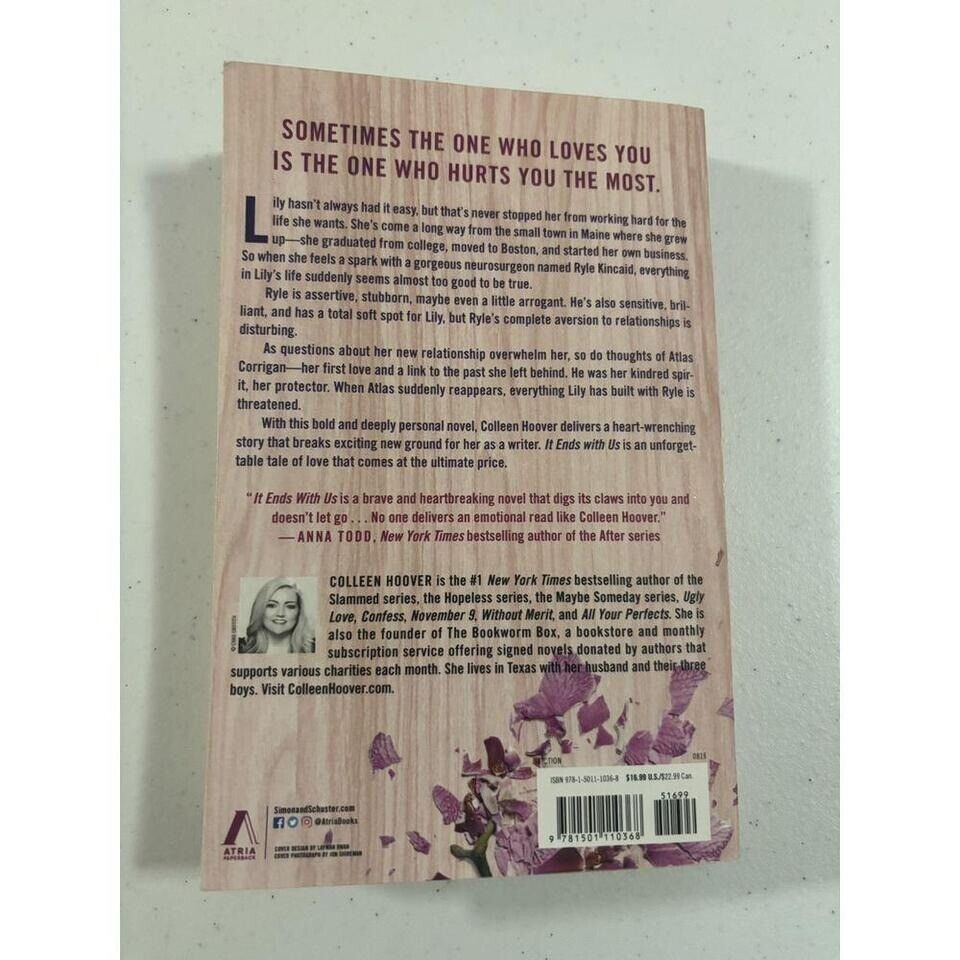 SOMETIMES THE ONE WHO LOVES YOU
IS THE ONE WHO HURTS YOU THE MOST.
Lily hasn't always had it easy, but that's never stopped her from working hard for the
life she wants. She's come a long way from the small town in Maine where she grew
up—she graduated from college, moved to Boston, and started her own business.
So when she feels a spark with a gorgeous neurosurgeon named Ryle Kincaid, everything
in Lily's life suddenly seems almost too good to be true.
Ryle is assertive, stubborn, maybe even a little arrogant. He's also sensitive, bril-
liant, and has a total soft spot for Lily, but Ryle's complete aversion to relationships is
disturbing.
As questions about her new relationship overwhelm her, so do thoughts of Atlas
Corrigan—her first love and a link to the past she left behind. He was her kindred spir-
it, her protector. When Atlas suddenly reappears, everything Lily has built with Ryle is
threatened.
With this bold and deeply personal novel, Colleen Hoover delivers a heart-wrenching
story that breaks exciting new ground for her as a writer. It Ends with Us is an unforget-
table tale of love that comes at the ultimate price.
"It Ends With Us is a brave and heartbreaking novel that digs its claws into you and
doesn't let go . . . No one delivers an emotional read like Colleen Hoover."
—ANNA TODD, New York Times bestselling author of the After series
COLLEEN HOOVER is the #1 New York Times bestselling author of the
Slammed series, the Hopeless series, the Maybe Someday series, Ugly
Love, Confess, November 9, Without Merit, and All Your Perfects. She is
also the founder of The Bookworm Box, a bookstore and monthly
subscription service offering signed novels donated by authors that
supports various charities each month. She lives in Texas with her husband and their three
boys. Visit ColleenHoover.com.
SimonandSchuster.com
@AtriaBooks
ATRIA
PAPERBACK
COVER DESIGN BY LAYWAN KWAN
COVER PHOTOGRAPH BY JON SHIREMAN
FICTION
ISBN 978-1-5011-1036-8 $16.99 U.S./$22.99 Can.
51699
9 781501 110368